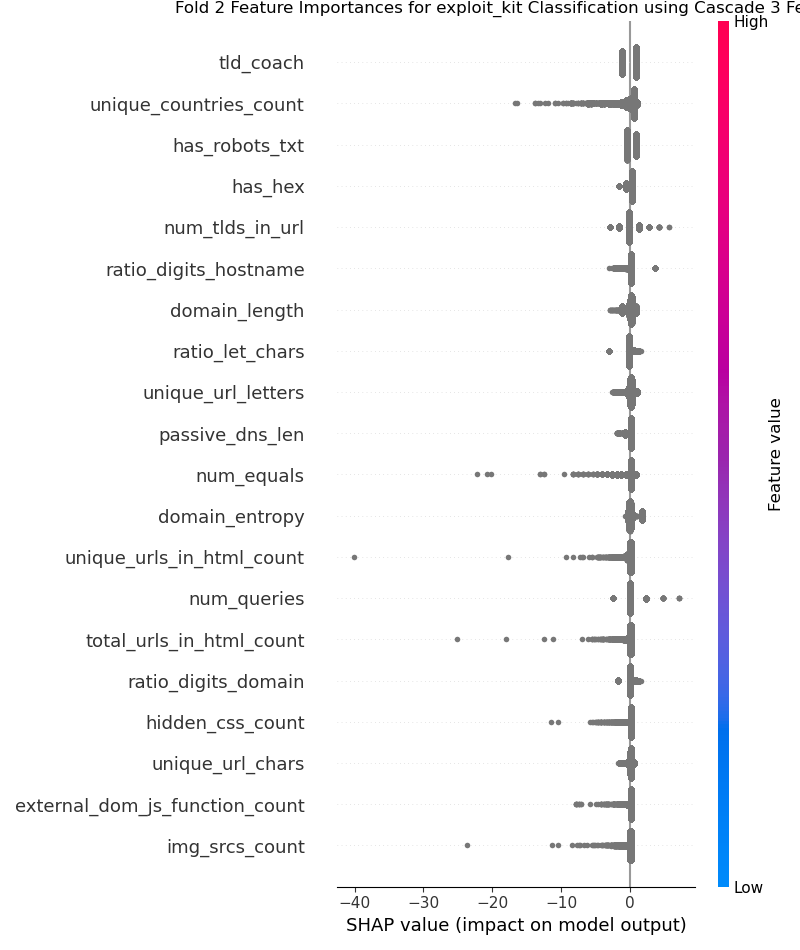 Fold 2 Feature Importances for exploit_kit Classification using Cascade 3 Fe
High
tld_coach
unique_countries_count
has_robots_txt
has_hex
num_tlds_in_url
ratio_digits_hostname
domain_length
ratio_let_chars
unique_url_letters
passive_dns_len
num_equals
domain_entropy
unique_urls_in_html_count
num_queries
total_urls_in_html_count
ratio_digits_domain
hidden_css_count
unique_url_chars
external_dom_js_function_count
img_srcs_count
Feature value
Low
−40 −30 −20 −10 0
SHAP value (impact on model output)